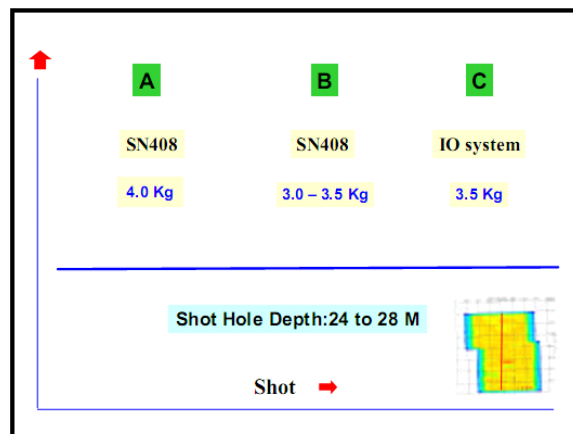 A B C
SN408 SN408 IO system
4.0 Kg 3.0 – 3.5 Kg 3.5 Kg
Shot Hole Depth:24 to 28 M
Shot